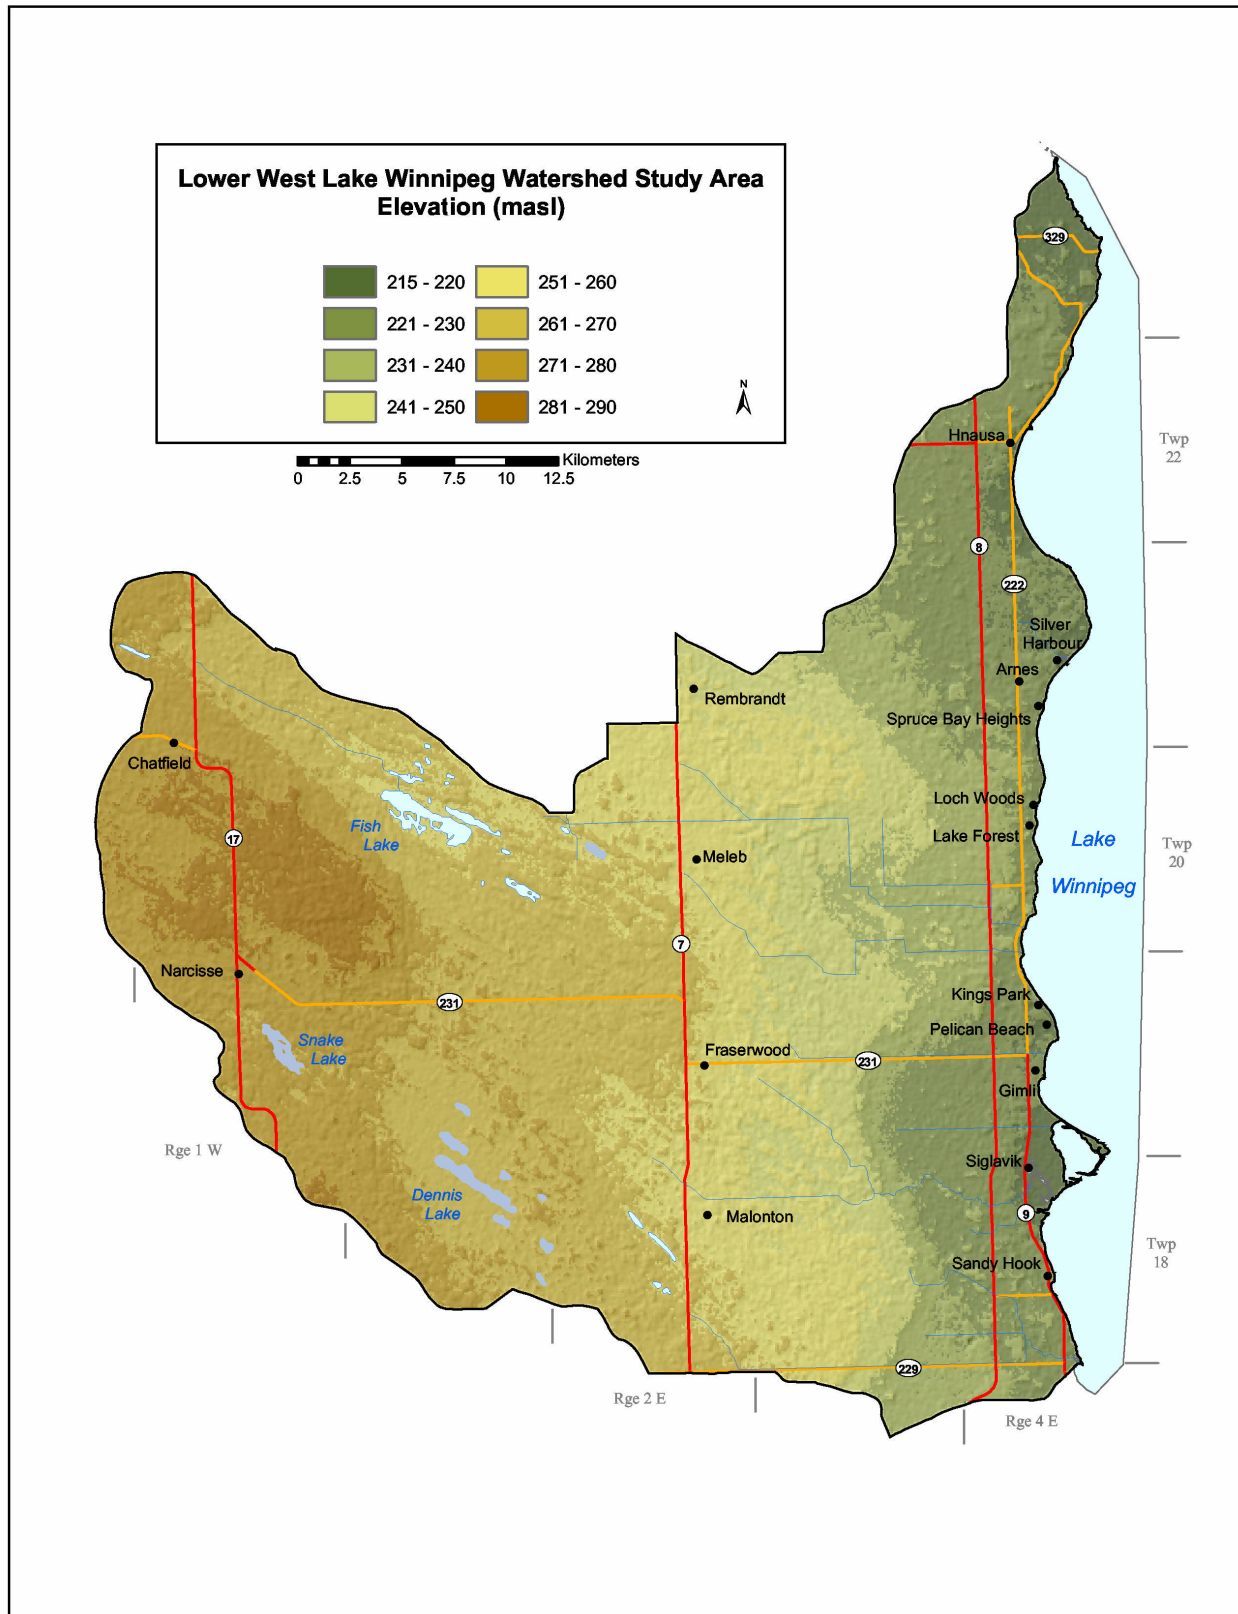 Lower West Lake Winnipeg Watershed Study Area
Elevation (masl)
215 - 220
251 - 260
221 - 230
261 - 270
231 - 240
271 - 280
241 - 250
281 - 290
N
Kilometers
0 2.5 5 7.5 10 12.5
329
Hnausa
Twp
22
8
222
Silver
Harbour
Arnes
Rembrandt
Spruce Bay Heights
Chatfield
Loch Woods
Fish
Lake
17
Lake Forest
Lake
Winnipeg
Twp
20
Meleb
7
Narcisse
231
Kings Park
Pelican Beach
Snake
Lake
Fraserwood
231
Gimli
Rge 1 W
Siglavik
Dennis
Lake
Malonton
9
Twp
18
Sandy Hook
229
Rge 2 E
Rge 4 E